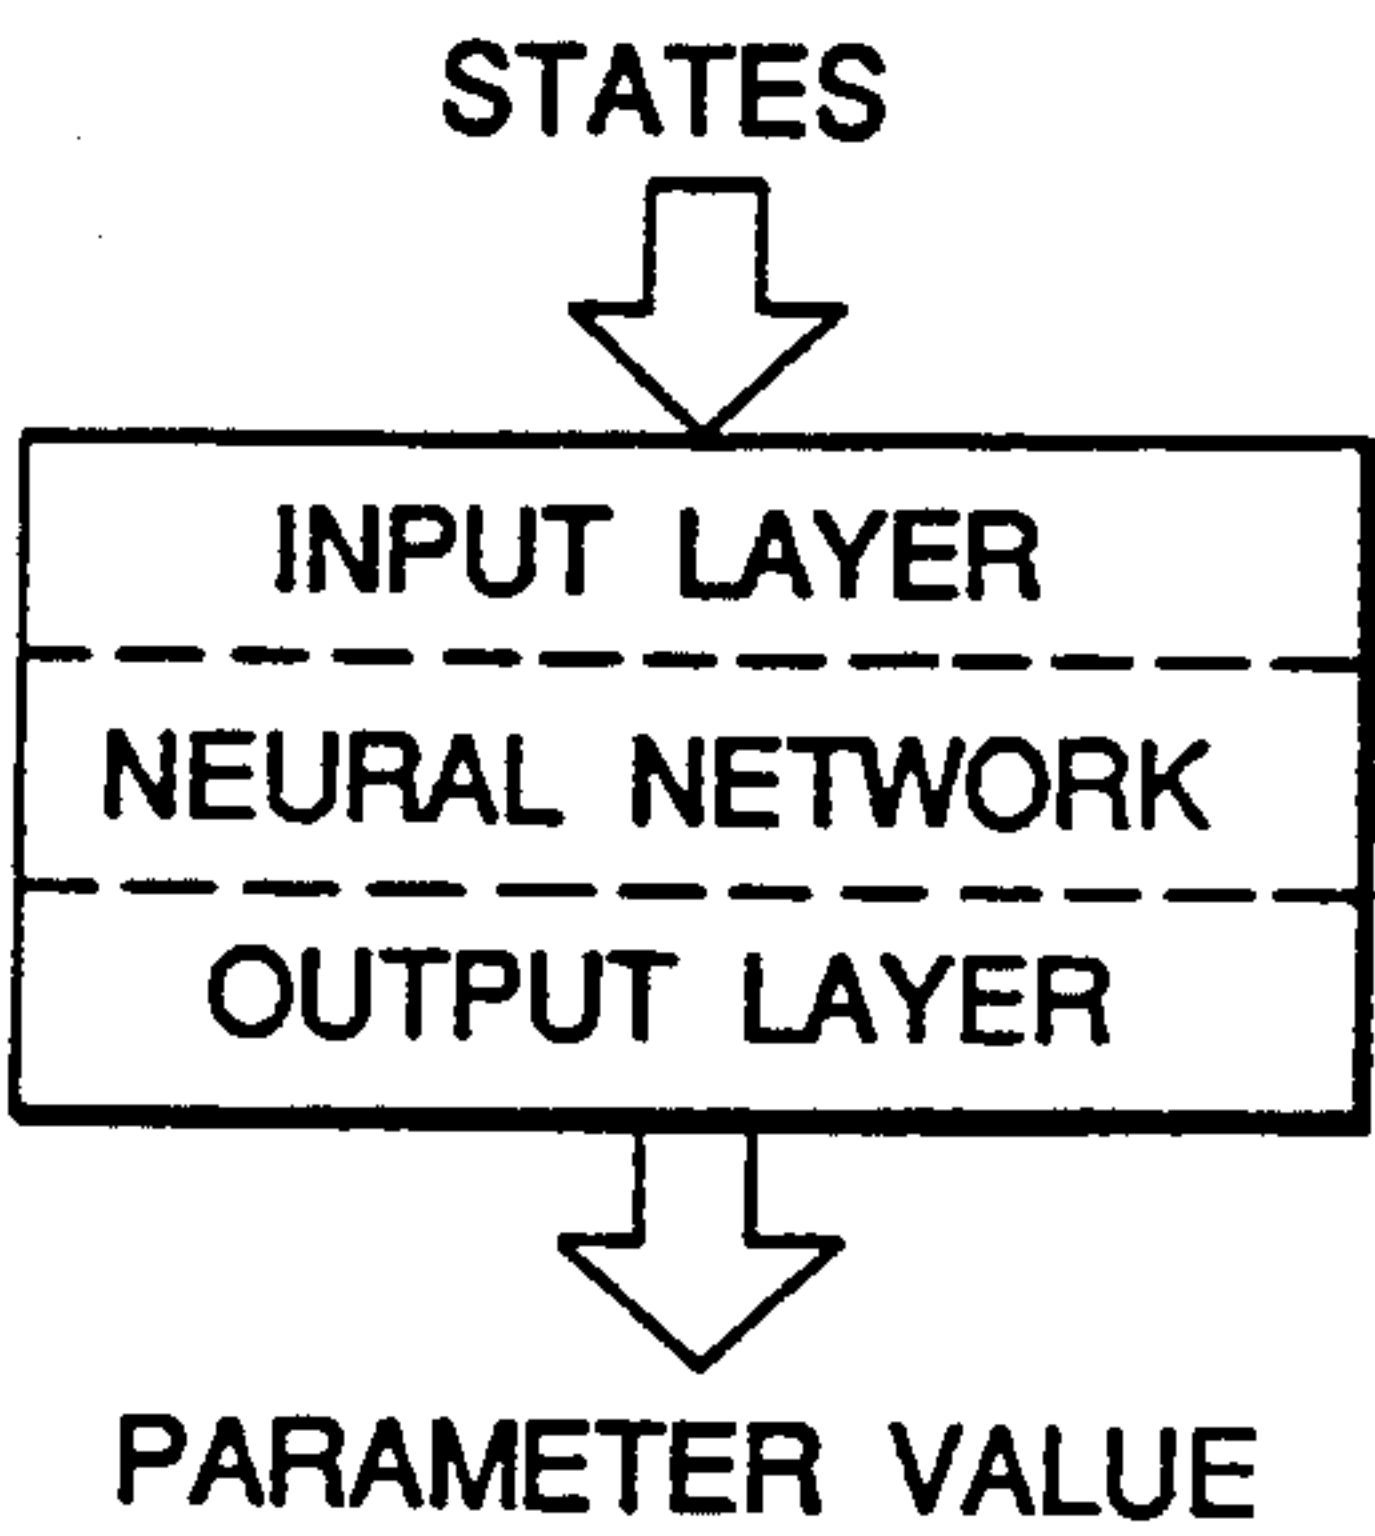 STATES
INPUT LAYER
NEURAL NETWORK
OUTPUT LAYER
PARAMETER VALUE